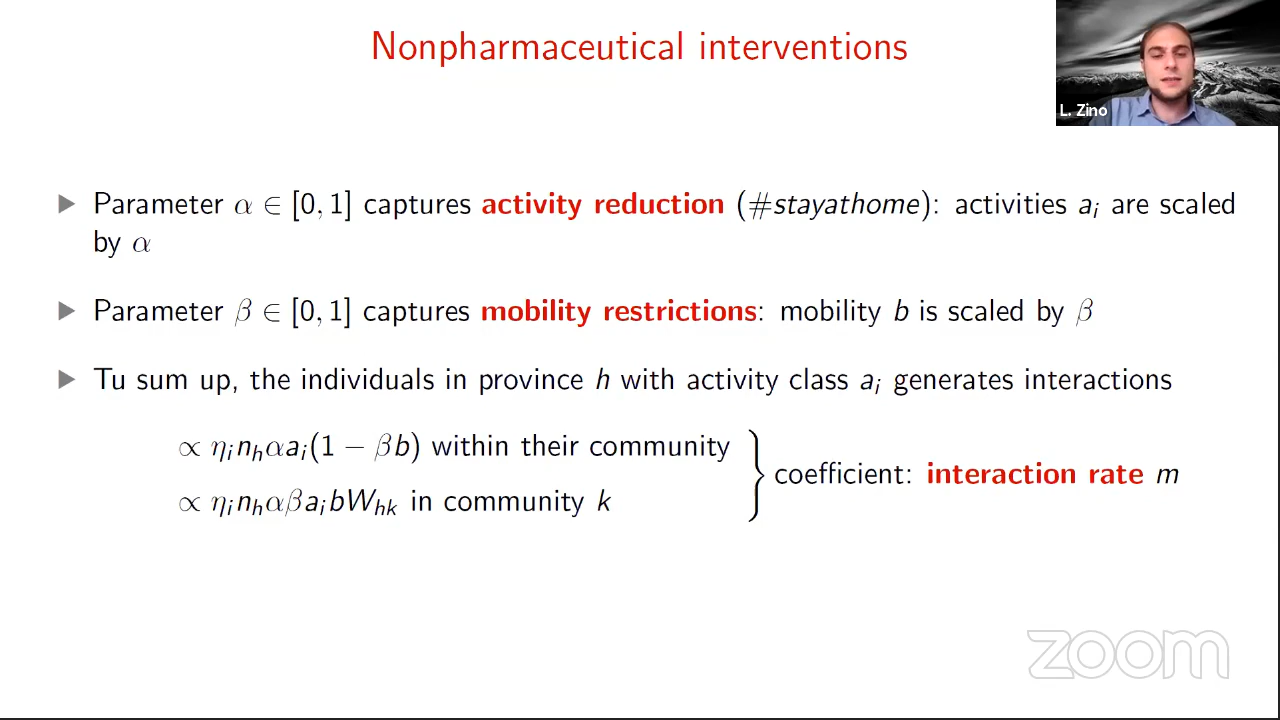 Nonpharmaceutical interventions
L. Zino
Parameter α ∈ [0, 1] captures activity reduction (#stayathome): activities aᵢ are scaled
by α
Parameter β ∈ [0, 1] captures mobility restrictions: mobility b is scaled by β
Tu sum up, the individuals in province h with activity class aᵢ generates interactions
∝ ηᵢnₕαaᵢ(1 − βb) within their community
coefficient: interaction rate m
∝ ηᵢnₕαβaᵢbWₕₖ in community k
zoom